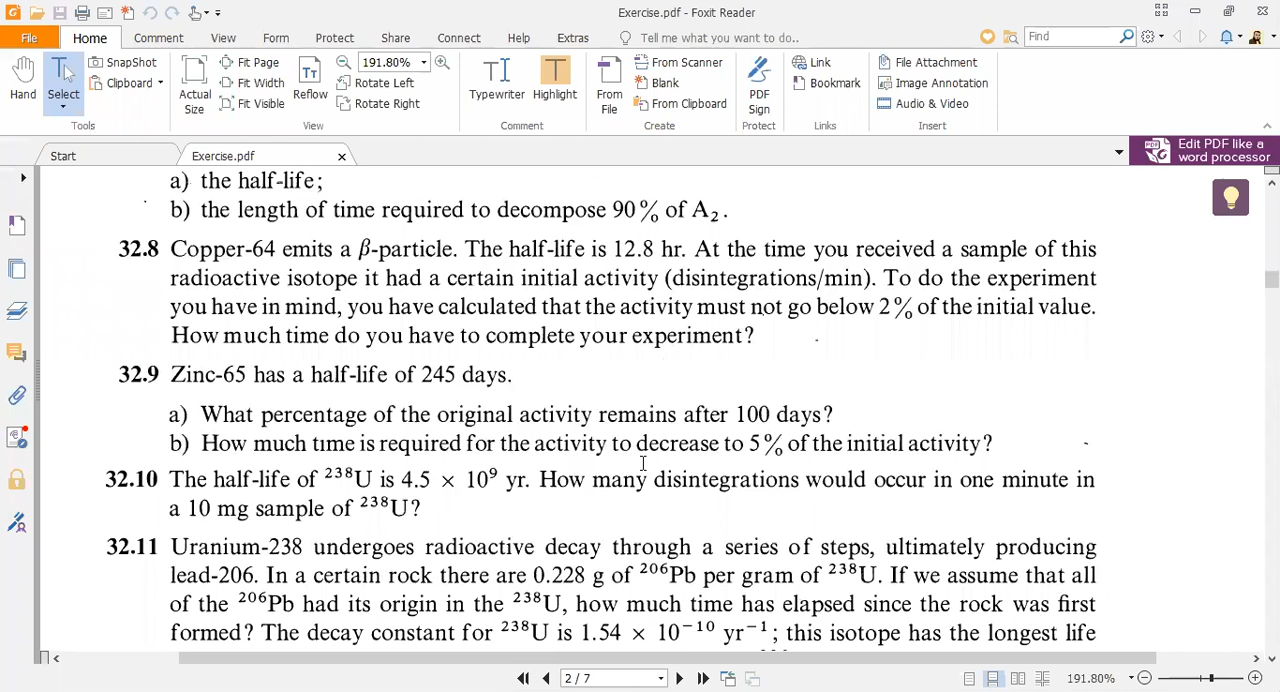 Exercise.pdf - Foxit Reader
File Home Comment View Form Protect Share Connect Help Extras Tell me what you want to do.. Find
Hand
Select
SnapShot
Clipboard
Tools
Actual Size
Fit Page
Fit Width
Fit Visible
Reflow
191.80%
Rotate Left
Rotate Right
View
Typewriter
Highlight
Comment
From File
From Scanner
Blank
From Clipboard
Create
PDF Sign
Protect
Link
Bookmark
Links
File Attachment
Image Annotation
Audio & Video
Insert
Start Exercise.pdf
Edit PDF like a
word processor
a) the half-life;
b) the length of time required to decompose 90% of A₂.
32.8 Copper-64 emits a β-particle. The half-life is 12.8 hr. At the time you received a sample of this
radioactive isotope it had a certain initial activity (disintegrations/min). To do the experiment
you have in mind, you have calculated that the activity must not go below 2% of the initial value.
How much time do you have to complete your experiment?
32.9 Zinc-65 has a half-life of 245 days.
a) What percentage of the original activity remains after 100 days?
b) How much time is required for the activity to decrease to 5% of the initial activity?
32.10 The half-life of ²³⁸U is 4.5 × 10⁹ yr. How many disintegrations would occur in one minute in
a 10 mg sample of ²³⁸U?
32.11 Uranium-238 undergoes radioactive decay through a series of steps, ultimately producing
lead-206. In a certain rock there are 0.228 g of ²⁰⁶Pb per gram of ²³⁸U. If we assume that all
of the ²⁰⁶Pb had its origin in the ²³⁸U, how much time has elapsed since the rock was first
formed? The decay constant for ²³⁸U is 1.54 × 10⁻¹⁰ yr⁻¹; this isotope has the longest life
2 / 7
191.80%